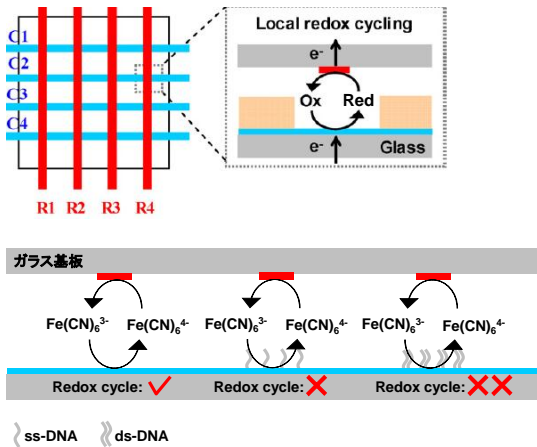 Local redox cycling
C1
C2
C3
C4
e-
Ox Red
e- Glass
R1 R2 R3 R4
ガラス基板
Fe(CN)₆³⁻ Fe(CN)₆⁴⁻ Fe(CN)₆³⁻ Fe(CN)₆⁴⁻ Fe(CN)₆³⁻ Fe(CN)₆⁴⁻
Redox cycle: Redox cycle: Redox cycle:
ss-DNA ds-DNA